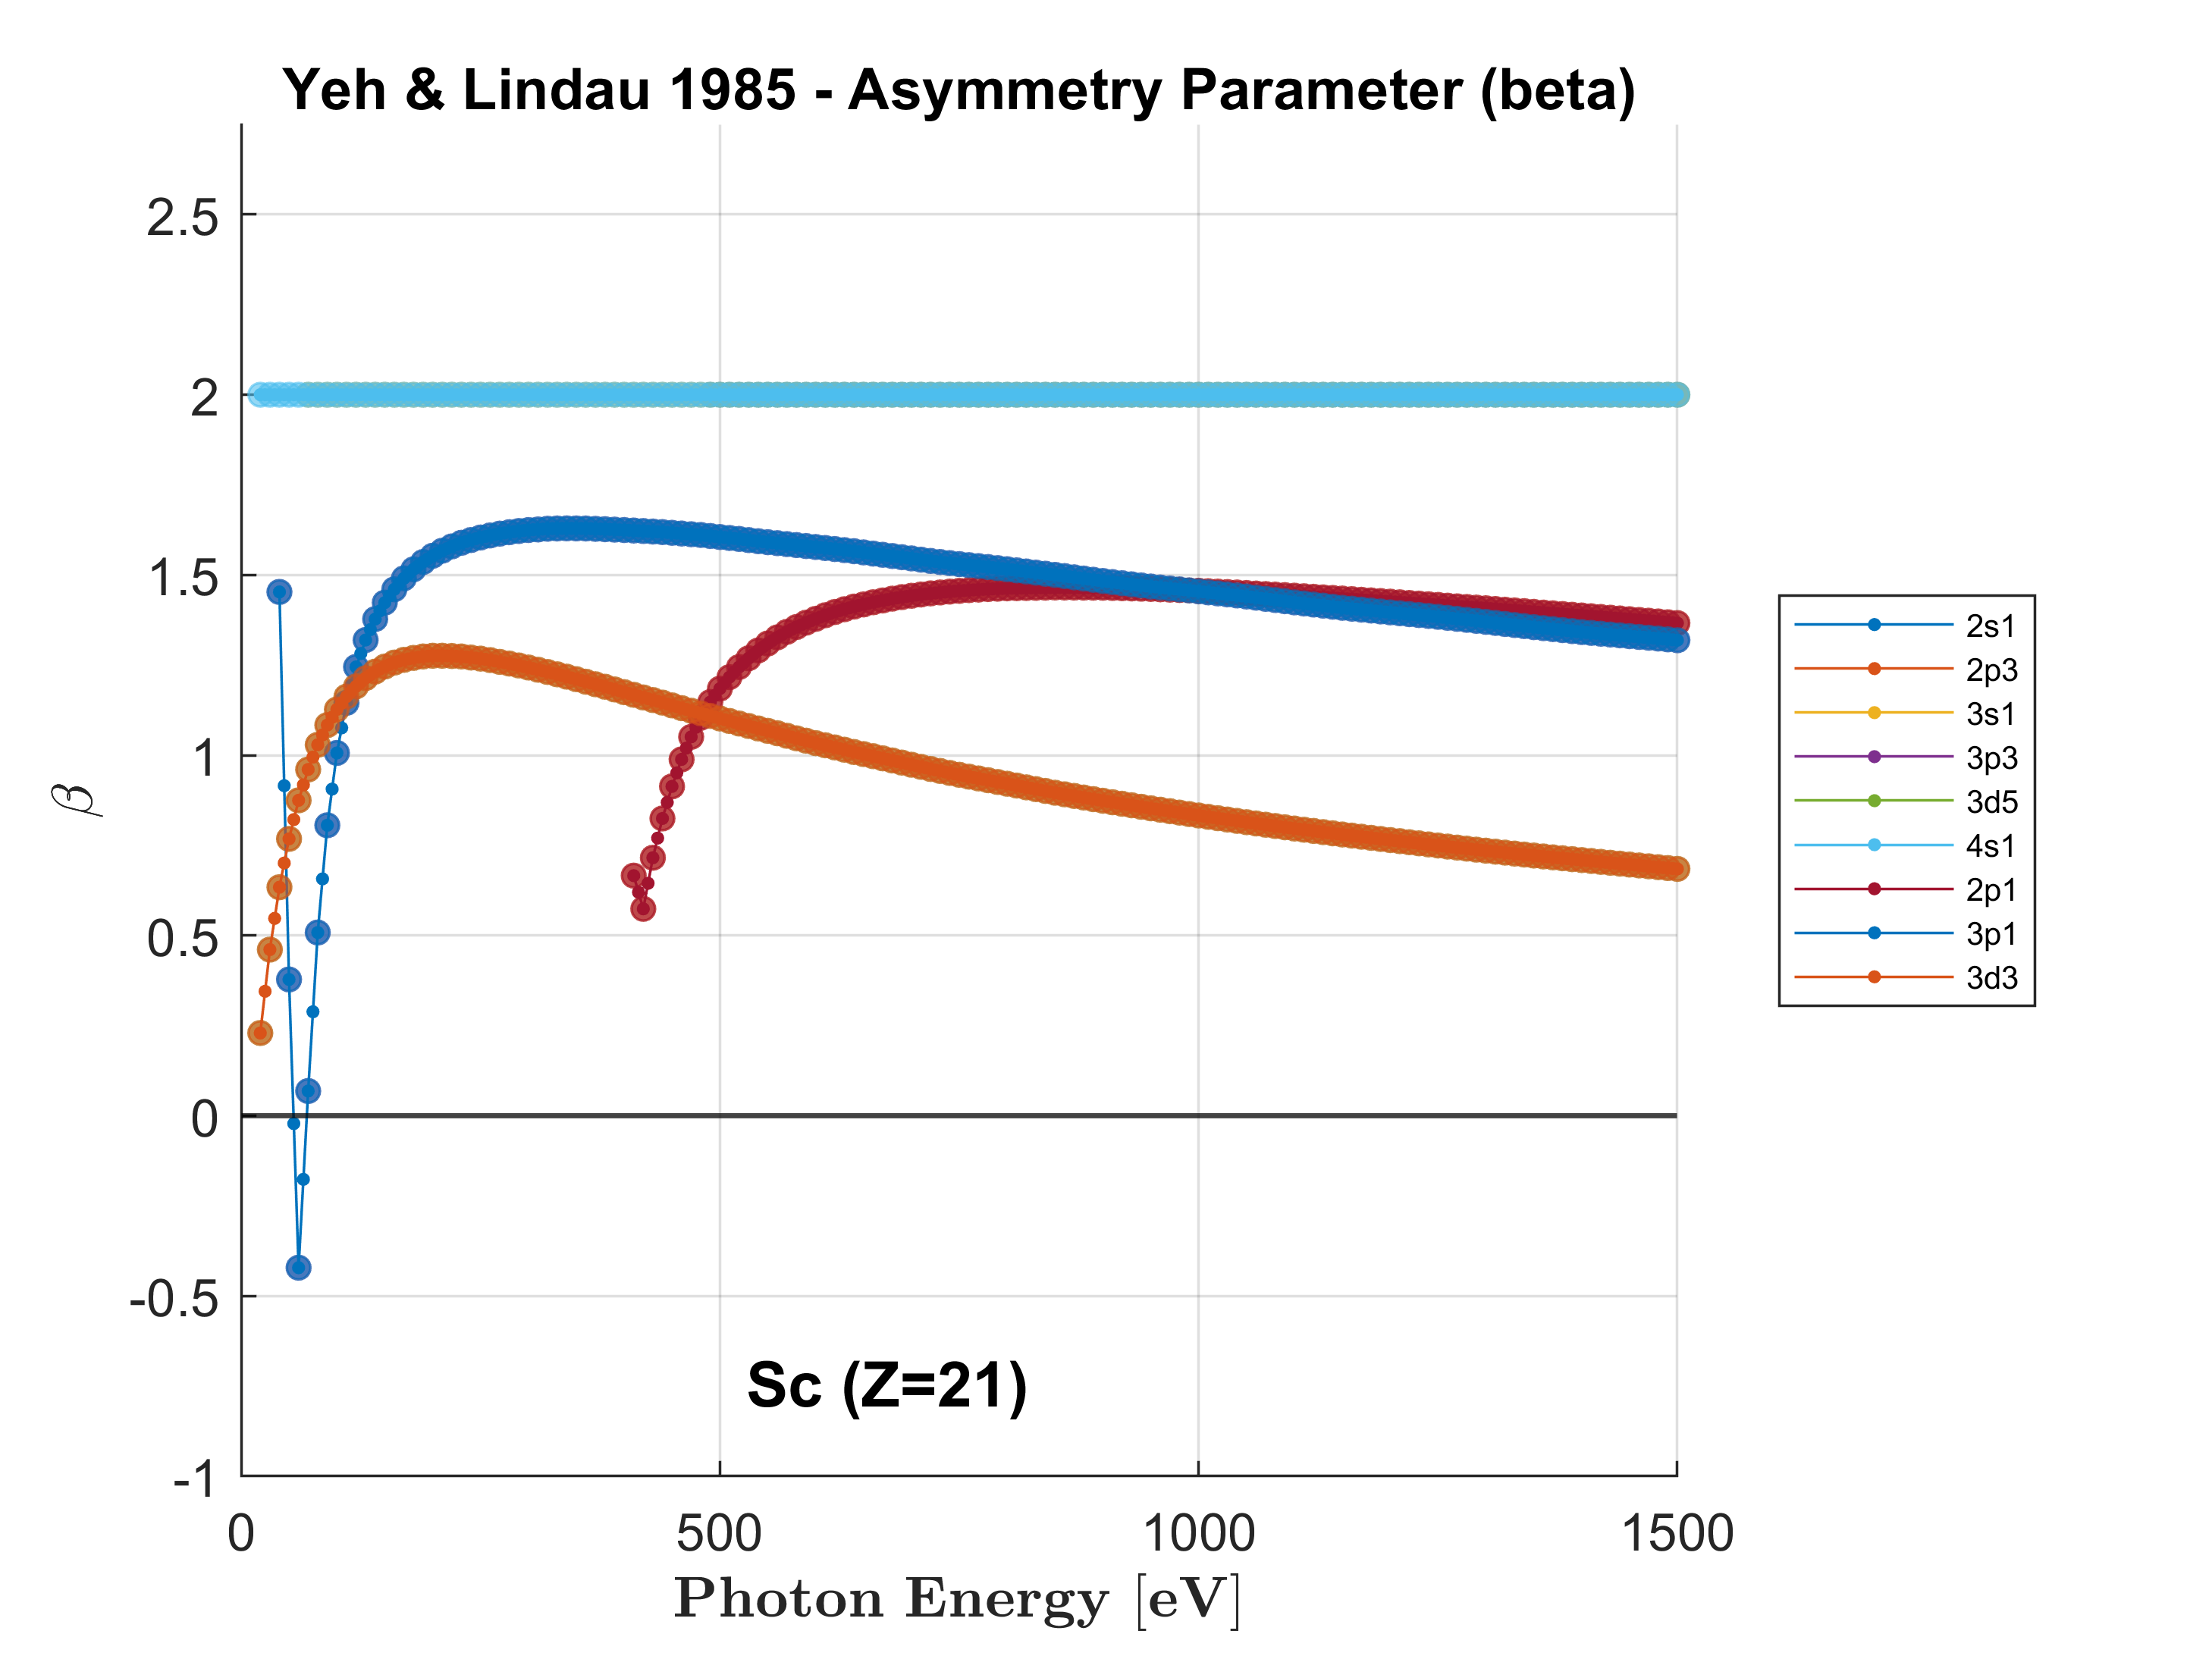 Yeh & Lindau 1985 - Asymmetry Parameter (beta)
2.5
2
1.5
1
0.5
0
-0.5
-1
β
0 500 1000 1500
Photon Energy [eV]
Sc (Z=21)
2s1
2p3
3s1
3p3
3d5
4s1
2p1
3p1
3d3